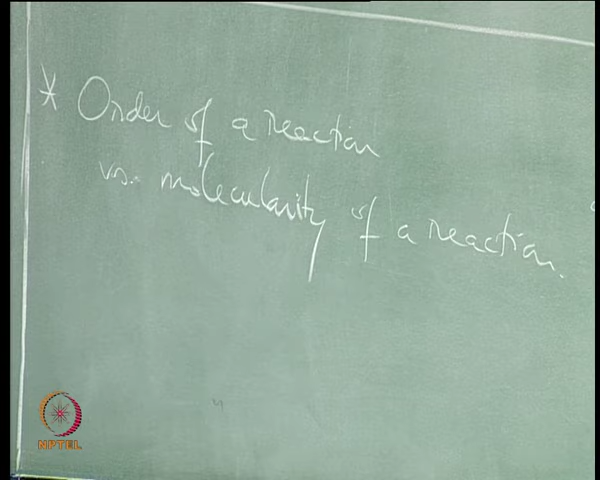 * Order of a reaction
vs. molecularity of a reaction.
NPTEL